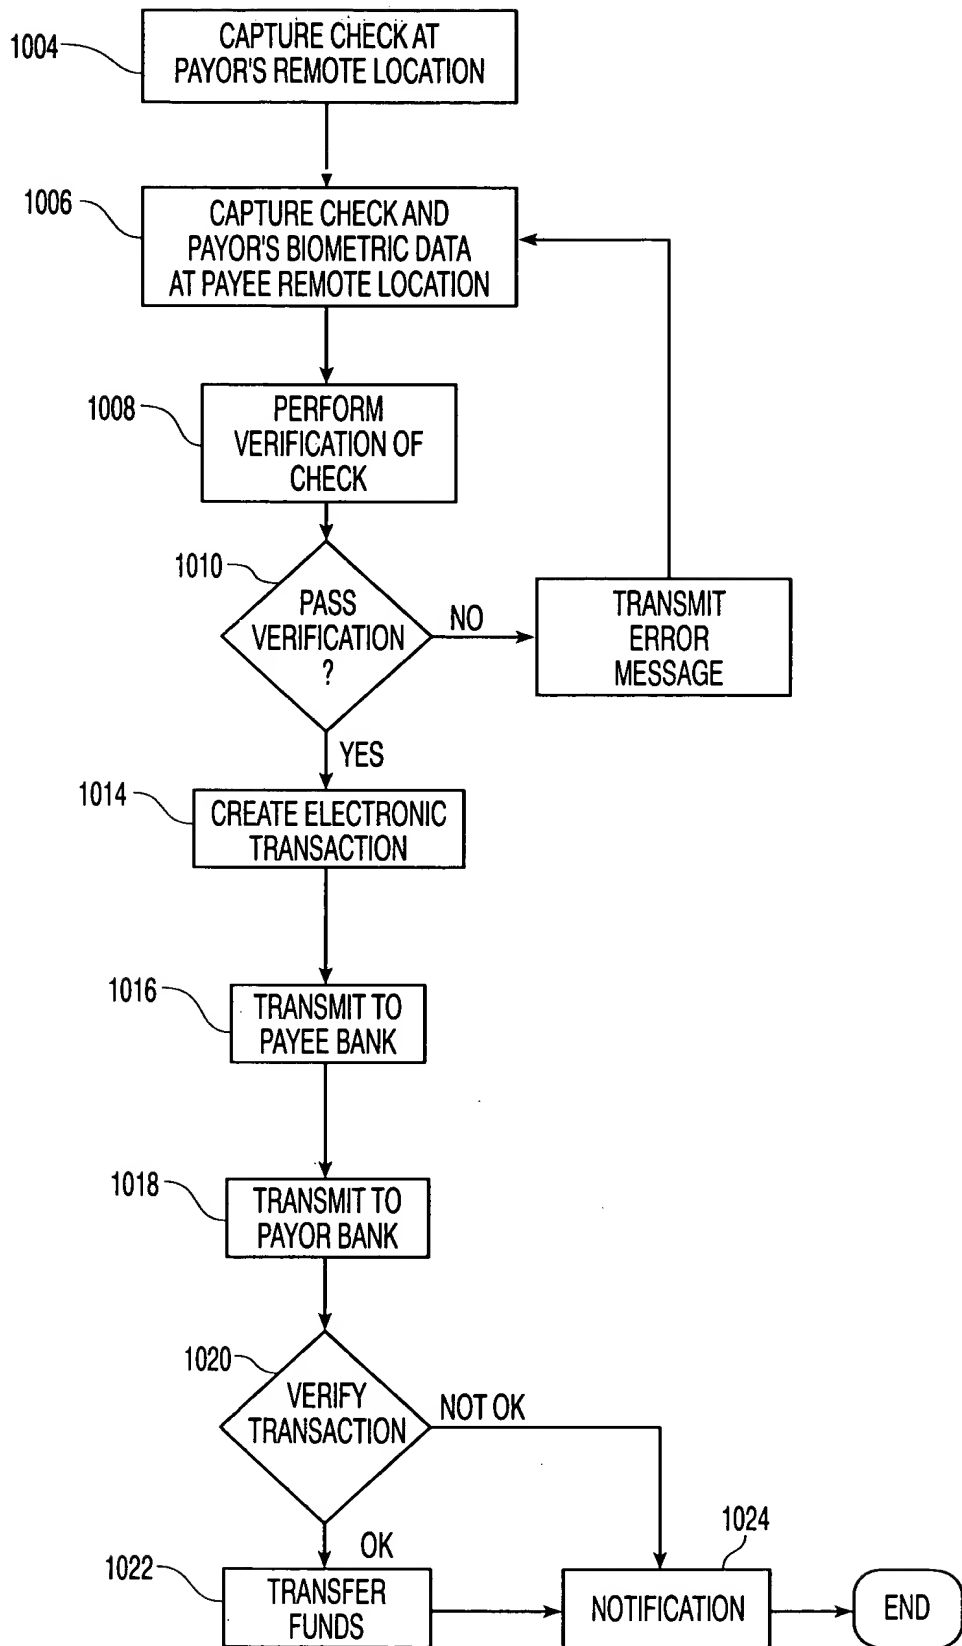 1004
CAPTURE CHECK AT
PAYOR'S REMOTE LOCATION
1006
CAPTURE CHECK AND
PAYOR'S BIOMETRIC DATA
AT PAYEE REMOTE LOCATION
1008
PERFORM
VERIFICATION OF
CHECK
1010
PASS
VERIFICATION
?
NO
TRANSMIT
ERROR
MESSAGE
YES
1014
CREATE ELECTRONIC
TRANSACTION
1016
TRANSMIT TO
PAYEE BANK
1018
TRANSMIT TO
PAYOR BANK
1020
VERIFY
TRANSACTION
NOT OK
OK
1022
TRANSFER
FUNDS
1024
NOTIFICATION
END